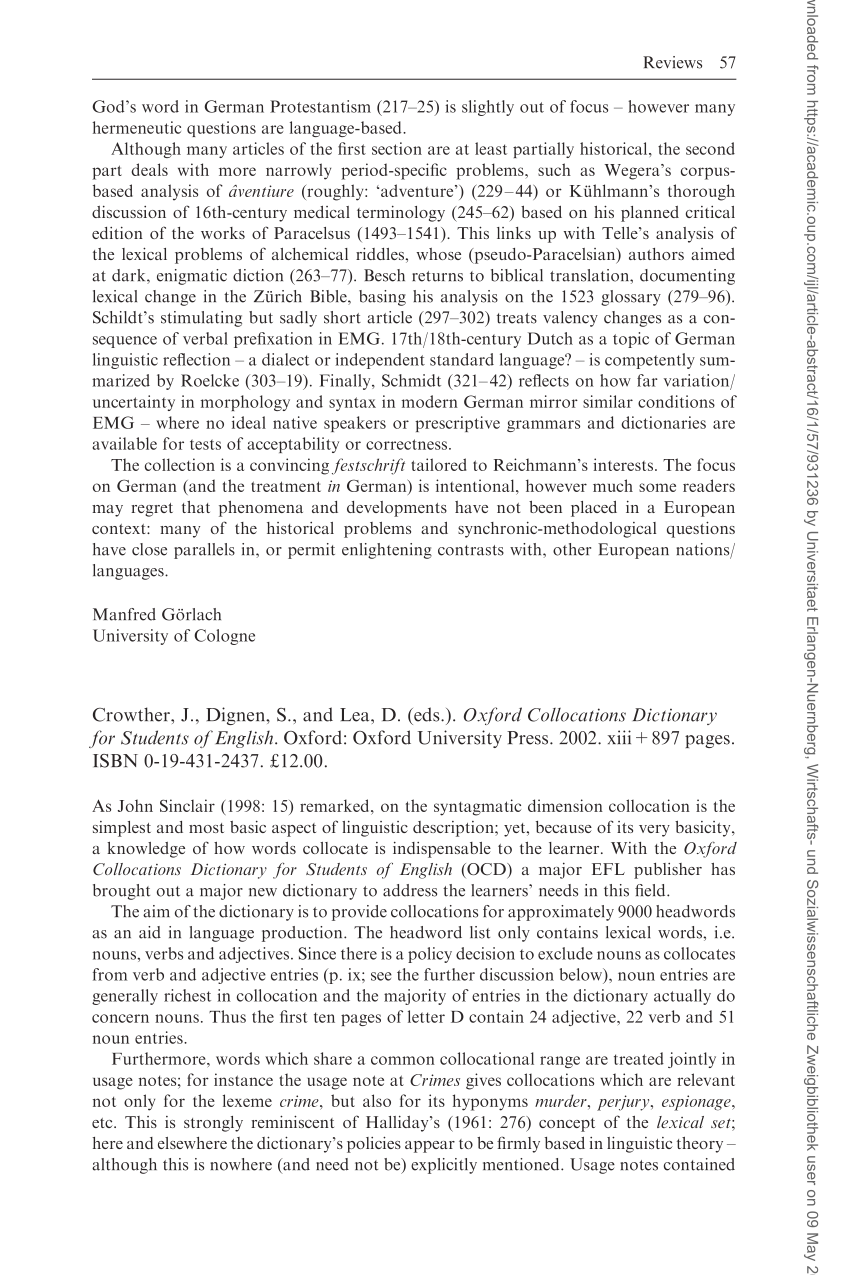 Reviews 57
God's word in German Protestantism (217–25) is slightly out of focus – however many
hermeneutic questions are language-based.
Although many articles of the first section are at least partially historical, the second
part deals with more narrowly period-specific problems, such as Wegera's corpus-
based analysis of âventiure (roughly: 'adventure') (229–44) or Kühlmann's thorough
discussion of 16th-century medical terminology (245–62) based on his planned critical
edition of the works of Paracelsus (1493–1541). This links up with Telle's analysis of
the lexical problems of alchemical riddles, whose (pseudo-Paracelsian) authors aimed
at dark, enigmatic diction (263–77). Besch returns to biblical translation, documenting
lexical change in the Zürich Bible, basing his analysis on the 1523 glossary (279–96).
Schildt's stimulating but sadly short article (297–302) treats valency changes as a con-
sequence of verbal prefixation in EMG. 17th/18th-century Dutch as a topic of German
linguistic reflection – a dialect or independent standard language? – is competently sum-
marized by Roelcke (303–19). Finally, Schmidt (321–42) reflects on how far variation/
uncertainty in morphology and syntax in modern German mirror similar conditions of
EMG – where no ideal native speakers or prescriptive grammars and dictionaries are
available for tests of acceptability or correctness.
The collection is a convincing festschrift tailored to Reichmann's interests. The focus
on German (and the treatment in German) is intentional, however much some readers
may regret that phenomena and developments have not been placed in a European
context: many of the historical problems and synchronic-methodological questions
have close parallels in, or permit enlightening contrasts with, other European nations/
languages.
Manfred Görlach
University of Cologne
Crowther, J., Dignen, S., and Lea, D. (eds.). Oxford Collocations Dictionary
for Students of English. Oxford: Oxford University Press. 2002. xiii + 897 pages.
ISBN 0-19-431-2437. £12.00.
As John Sinclair (1998: 15) remarked, on the syntagmatic dimension collocation is the
simplest and most basic aspect of linguistic description; yet, because of its very basicity,
a knowledge of how words collocate is indispensable to the learner. With the Oxford
Collocations Dictionary for Students of English (OCD) a major EFL publisher has
brought out a major new dictionary to address the learners' needs in this field.
The aim of the dictionary is to provide collocations for approximately 9000 headwords
as an aid in language production. The headword list only contains lexical words, i.e.
nouns, verbs and adjectives. Since there is a policy decision to exclude nouns as collocates
from verb and adjective entries (p. ix; see the further discussion below), noun entries are
generally richest in collocation and the majority of entries in the dictionary actually do
concern nouns. Thus the first ten pages of letter D contain 24 adjective, 22 verb and 51
noun entries.
Furthermore, words which share a common collocational range are treated jointly in
usage notes; for instance the usage note at Crimes gives collocations which are relevant
not only for the lexeme crime, but also for its hyponyms murder, perjury, espionage,
etc. This is strongly reminiscent of Halliday's (1961: 276) concept of the lexical set;
here and elsewhere the dictionary's policies appear to be firmly based in linguistic theory –
although this is nowhere (and need not be) explicitly mentioned. Usage notes contained
vnloaded from https://academic.oup.com/ijl/article-abstract/16/1/57/931236 by Universitaet Erlangen-Nuernberg, Wirtschafts- und Sozialwissenschaftliche Zweigbibliothek user on 09 May 2